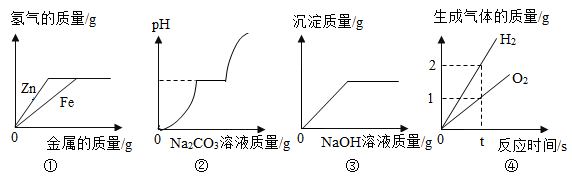 氢气的质量/g
Zn
Fe
0
金属的质量/g
①
pH
0
Na₂CO₃溶液质量/g
②
沉淀质量/g
0
NaOH溶液质量/g
③
生成气体的质量/g
H₂
2
O₂
1
0
t
反应时间/s
④